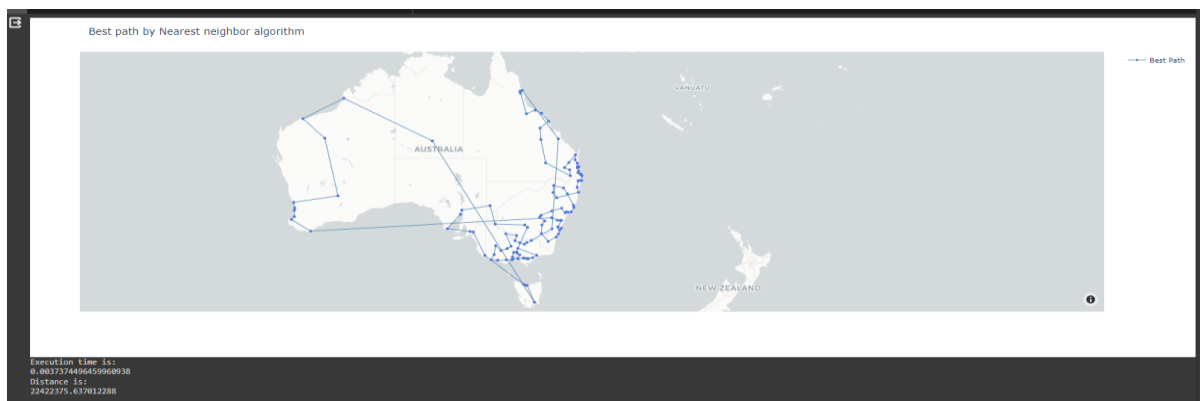 Best path by Nearest neighbor algorithm
Best Path
VANUATU
AUSTRALIA
NEW ZEALAND
Execution time is:
0.0037374496459960938
Distance is:
22422375.637012288